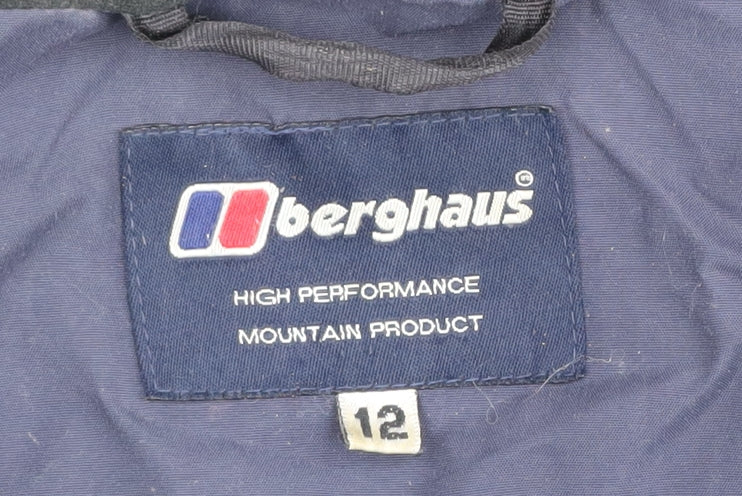 berghaus®
HIGH PERFORMANCE
MOUNTAIN PRODUCT
12